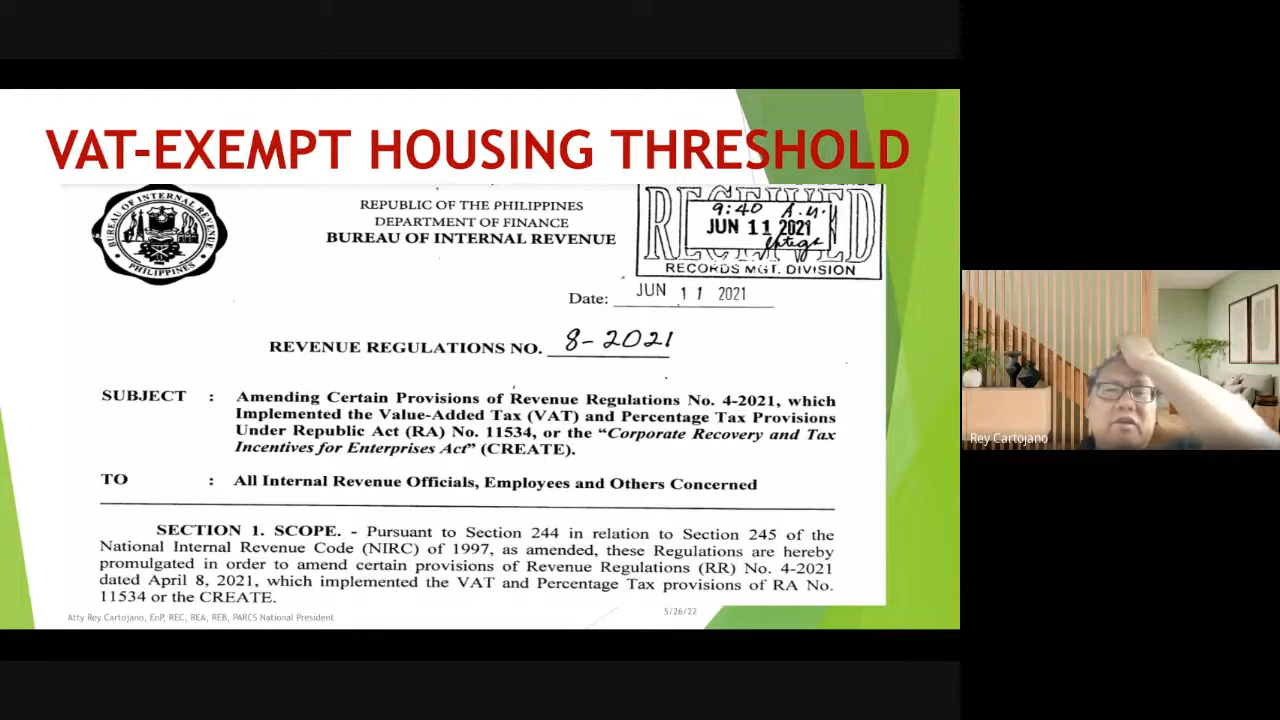 VAT-EXEMPT HOUSING THRESHOLD
BUREAU OF INTERNAL REVENUE
PHILIPPINES
REPUBLIC OF THE PHILIPPINES
DEPARTMENT OF FINANCE
BUREAU OF INTERNAL REVENUE
RECEIVED
9:40 A.M.
JUN 11 2021
RECORDS MGT. DIVISION
Date: JUN 11 2021
REVENUE REGULATIONS NO. 8-2021
SUBJECT : Amending Certain Provisions of Revenue Regulations No. 4-2021, which
Implemented the Value-Added Tax (VAT) and Percentage Tax Provisions
Under Republic Act (RA) No. 11534, or the “Corporate Recovery and Tax
Incentives for Enterprises Act” (CREATE).
TO : All Internal Revenue Officials, Employees and Others Concerned
SECTION 1. SCOPE. - Pursuant to Section 244 in relation to Section 245 of the
National Internal Revenue Code (NIRC) of 1997, as amended, these Regulations are hereby
promulgated in order to amend certain provisions of Revenue Regulations (RR) No. 4-2021
dated April 8, 2021, which implemented the VAT and Percentage Tax provisions of RA No.
11534 or the CREATE.
Atty Rey Cartojano, EnP, REC, REA, REB, PARCS National President
5/26/22
Rey Cartojano